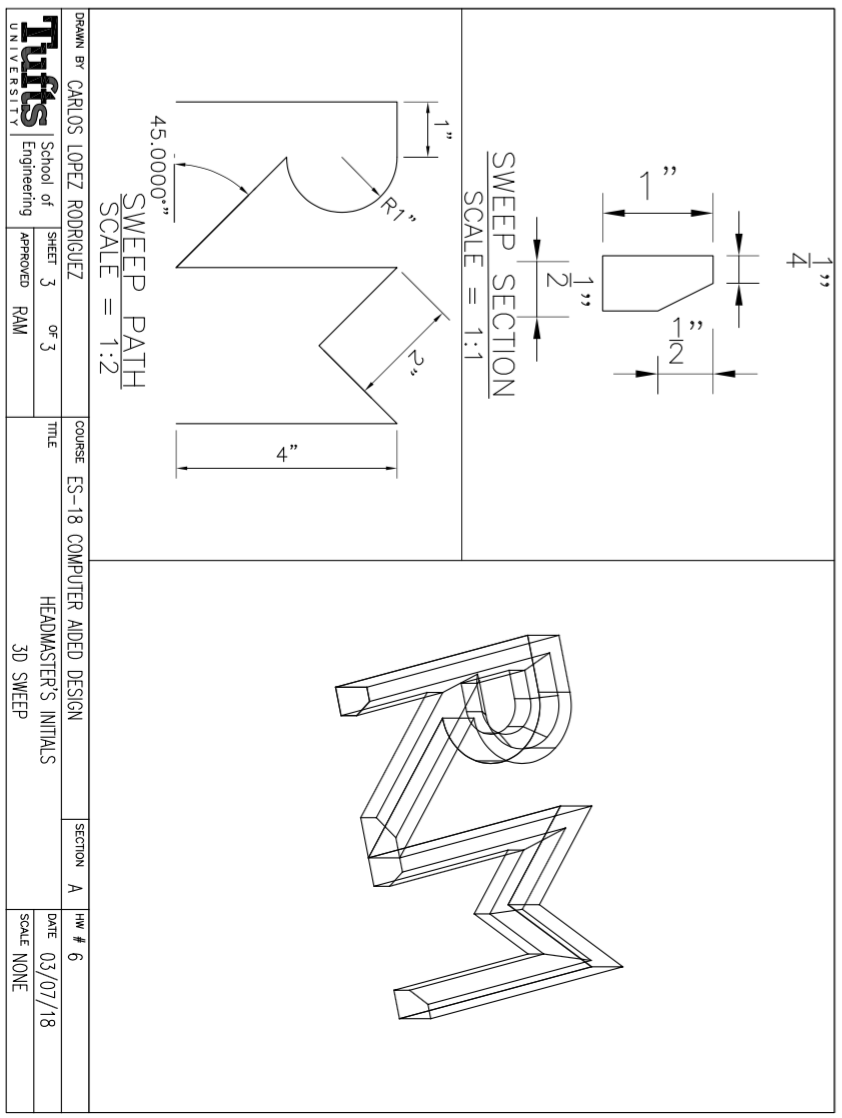 1"
1/4"
1"
1/2"
1/2"
SWEEP SECTION
SCALE = 1:1
1"
R1"
45.0000°"
2"
4"
SWEEP PATH
SCALE = 1:2
DRAWN BY CARLOS LOPEZ RODRIGUEZ
COURSE ES-18 COMPUTER AIDED DESIGN
SECTION A
HW # 6
Tufts
UNIVERSITY
School of
Engineering
SHEET 3 OF 3
APPROVED RAM
TITLE
HEADMASTER'S INITIALS
3D SWEEP
DATE 03/07/18
SCALE NONE